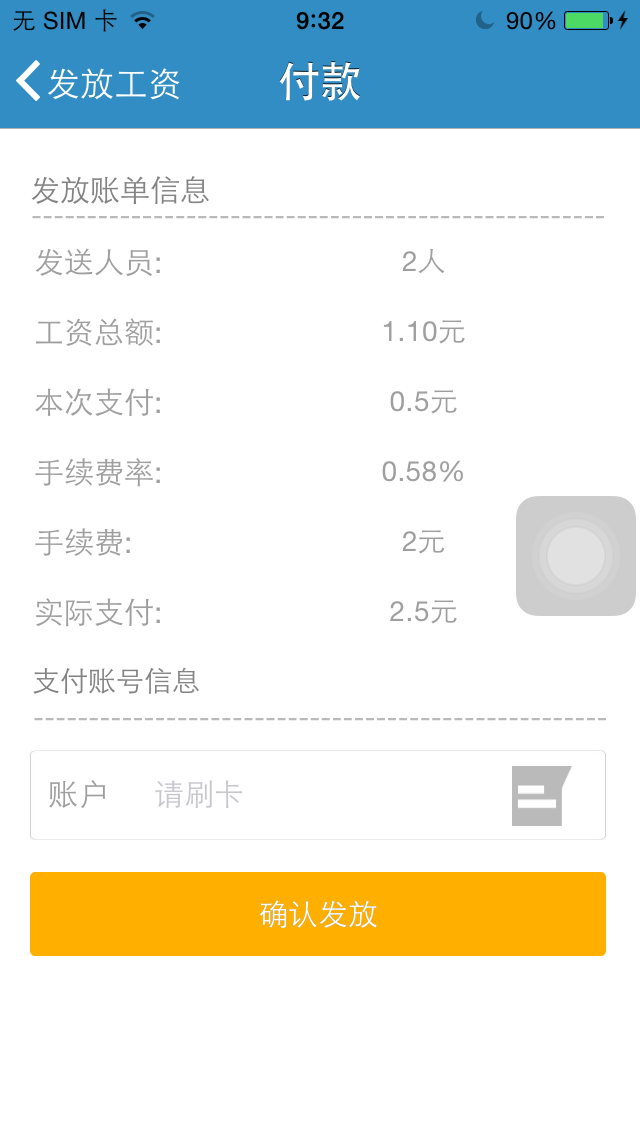 无 SIM 卡 9:32 90%
发放工资 付款
发放账单信息
发送人员: 2人
工资总额: 1.10元
本次支付: 0.5元
手续费率: 0.58%
手续费: 2元
实际支付: 2.5元
支付账号信息
账户 请刷卡
确认发放